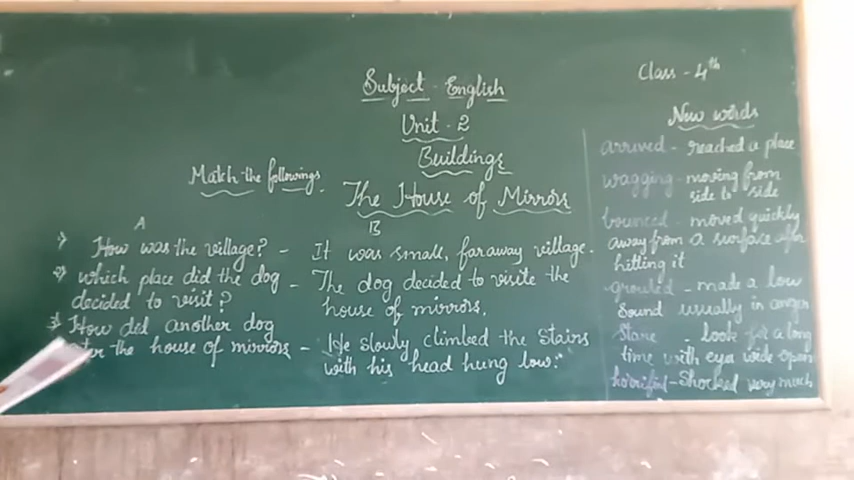 Subject - English
Class - 4th
Unit - 2
Buildings
Match the followings.
The House of Mirrors
A
B
1) How was the village? - It was small, faraway village.
2) which place did the dog - The dog decided to visite the
decided to visit? house of mirrors.
3) How did another dog
the house of mirrors - He slowly climbed the stairs
with his head hung low.
New words
arrived - reached a place
wagging - moving from
side to side
bounced - moved quickly
away from a surface after
hitting it
growled - made a low
sound usually in anger
Stare - look for a long
time with eyes wide open
horrified - Shocked very much